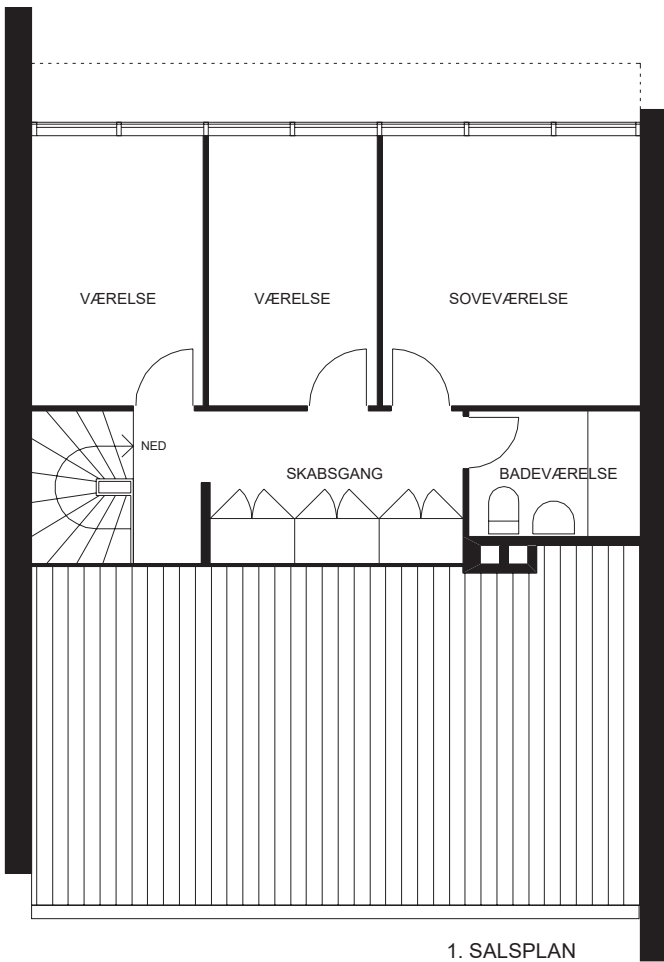 VÆRELSE
VÆRELSE
SOVEVÆRELSE
NED
SKABSGANG
BADEVÆRELSE
1. SALSPLAN